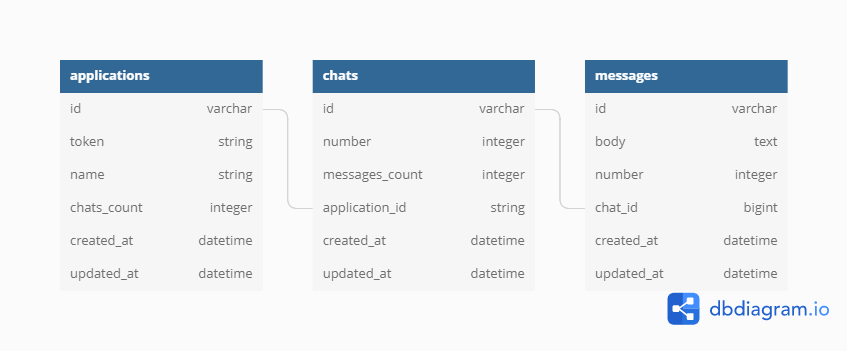 applications
id varchar
token string
name string
chats_count integer
created_at datetime
updated_at datetime
chats
id varchar
number integer
messages_count integer
application_id string
created_at datetime
updated_at datetime
messages
id varchar
body text
number integer
chat_id bigint
created_at datetime
updated_at datetime
dbdiagram.io